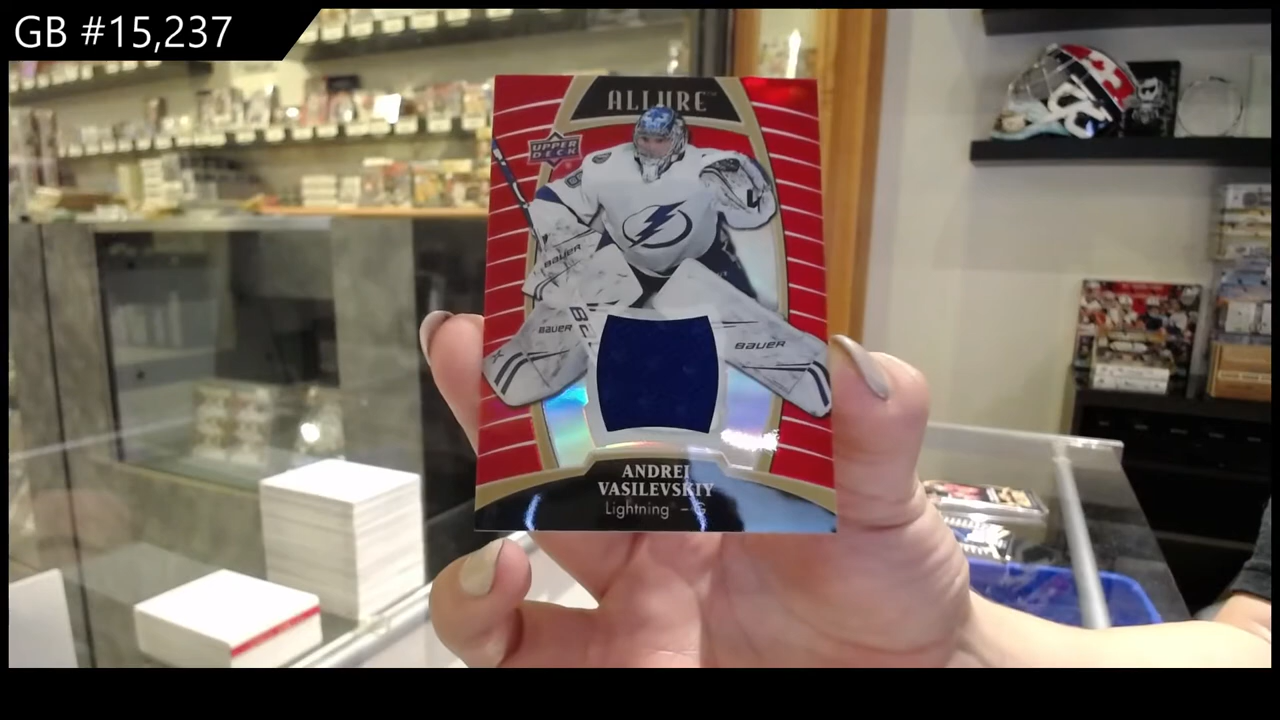 GB #15,237
ALLURE
UPPER
DECK
BAUER
BAUER
BAUER
ANDREI
VASILEVSKIY
Lightning - G